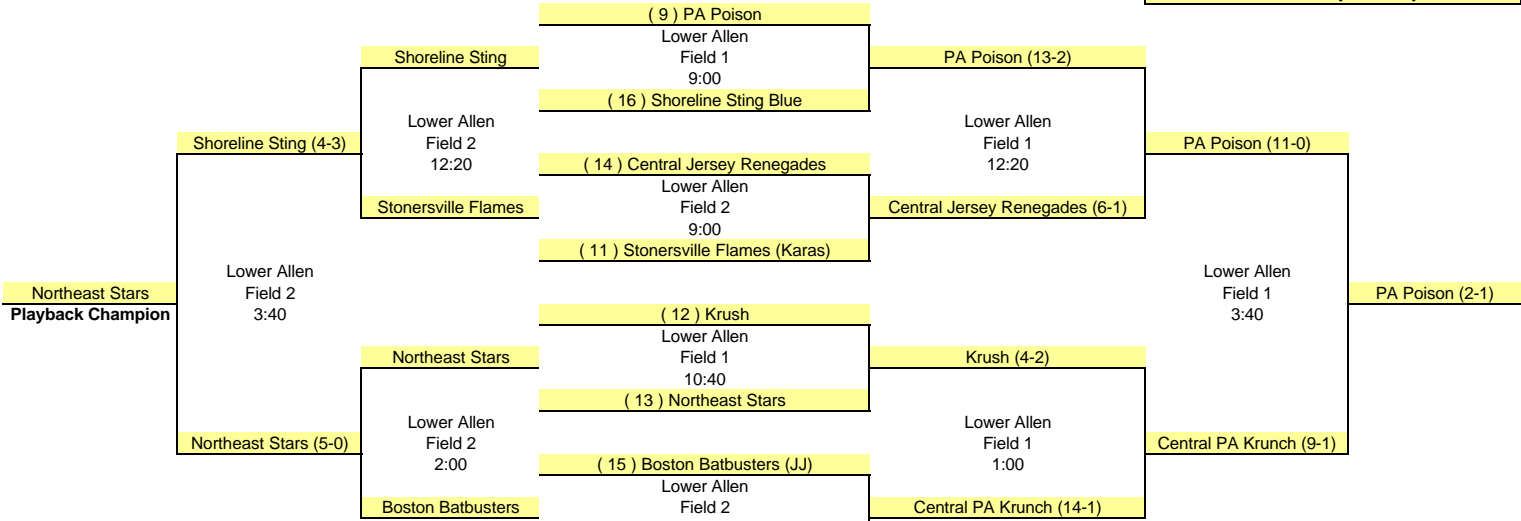 ( 9 ) PA Poison
Lower Allen
Shoreline Sting
Field 1
PA Poison (13-2)
9:00
( 16 ) Shoreline Sting Blue
Lower Allen
Lower Allen
Shoreline Sting (4-3)
Field 2
Field 1
PA Poison (11-0)
12:20
( 14 ) Central Jersey Renegades
12:20
Lower Allen
Stonersville Flames
Field 2
Central Jersey Renegades (6-1)
9:00
( 11 ) Stonersville Flames (Karas)
Lower Allen
Lower Allen
Northeast Stars
Field 2
Field 1
PA Poison (2-1)
Playback Champion
3:40
( 12 ) Krush
3:40
Lower Allen
Northeast Stars
Field 1
Krush (4-2)
10:40
( 13 ) Northeast Stars
Lower Allen
Lower Allen
Northeast Stars (5-0)
Field 2
Field 1
Central PA Krunch (9-1)
2:00
( 15 ) Boston Batbusters (JJ)
1:00
Lower Allen
Boston Batbusters
Field 2
Central PA Krunch (14-1)